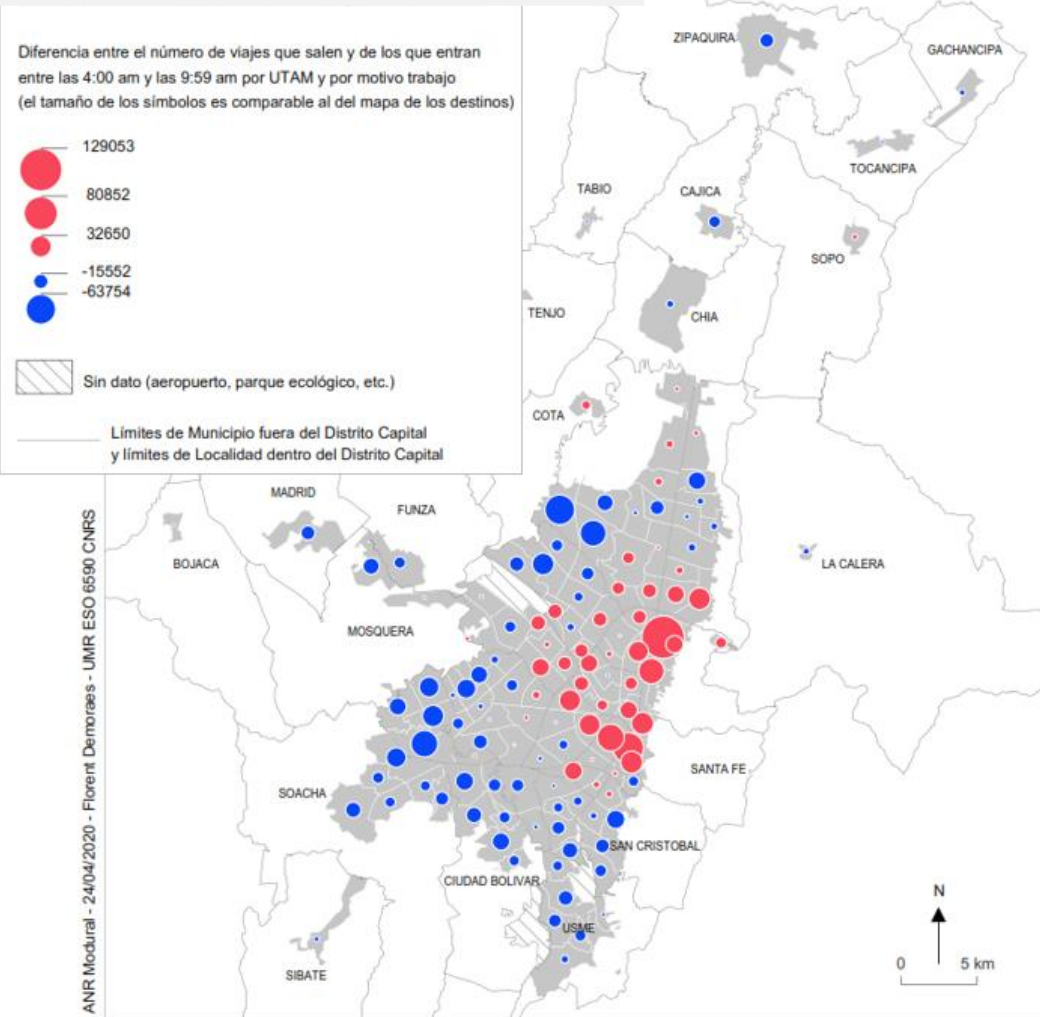 Diferencia entre el número de viajes que salen y de los que entran
entre las 4:00 am y las 9:59 am por UTAM y por motivo trabajo
(el tamaño de los símbolos es comparable al del mapa de los destinos)
129053
80852
32650
-15552
-63754
Sin dato (aeropuerto, parque ecológico, etc.)
Límites de Municipio fuera del Distrito Capital
y límites de Localidad dentro del Distrito Capital
ZIPAQUIRA
GACHANCIPA
TOCANCIPA
TABIO
CAJICA
SOPO
TENJO
CHIA
COTA
MADRID
FUNZA
BOJACA
LA CALERA
MOSQUERA
SANTA FE
SOACHA
SAN CRISTOBAL
CIUDAD BOLIVAR
USME
SIBATE
N
0 5 km
ANR Modural - 24/04/2020 - Florent Demoraes - UMR ESO 6590 CNRS